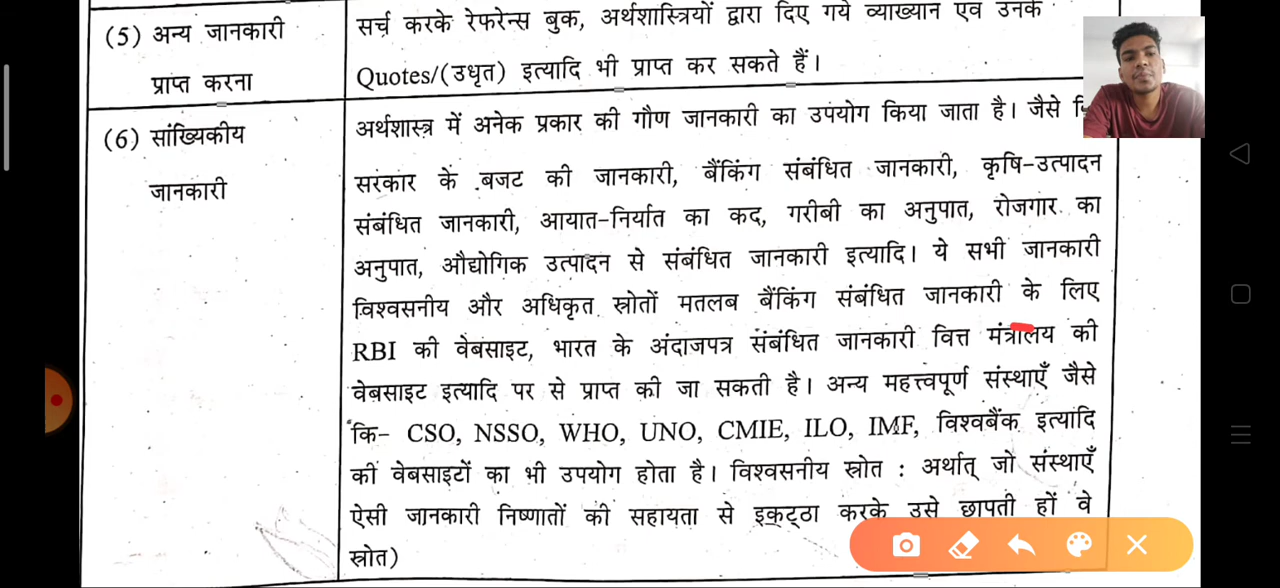 (5) अन्य जानकारी
प्राप्त करना
सर्च करके रेफरेन्स बुक, अर्थशास्त्रियों द्वारा दिए गये व्याख्यान एवं उनके
Quotes/(उधृत) इत्यादि भी प्राप्त कर सकते हैं।
(6) सांख्यिकीय
जानकारी
अर्थशास्त्र में अनेक प्रकार की गौण जानकारी का उपयोग किया जाता है। जैसे
सरकार के बजट की जानकारी, बैंकिंग संबंधित जानकारी, कृषि-उत्पादन
संबंधित जानकारी, आयात-निर्यात का कद, गरीबी का अनुपात, रोजगार का
अनुपात, औद्योगिक उत्पादन से संबंधित जानकारी इत्यादि। ये सभी जानकारी
विश्वसनीय और अधिकृत स्रोतों मतलब बैंकिंग संबंधित जानकारी के लिए
RBI की वेबसाइट, भारत के अंदाजपत्र संबंधित जानकारी वित्त मंत्रालय की
वेबसाइट इत्यादि पर से प्राप्त की जा सकती है। अन्य महत्त्वपूर्ण संस्थाएँ जैसे
कि- CSO, NSSO, WHO, UNO, CMIE, ILO, IMF, विश्वबैंक इत्यादि
की वेबसाइटों का भी उपयोग होता है। विश्वसनीय स्रोत : अर्थात् जो संस्थाएँ
ऐसी जानकारी निष्णातों की सहायता से इकट्ठा करके उसे छापती हों वे
स्रोत)